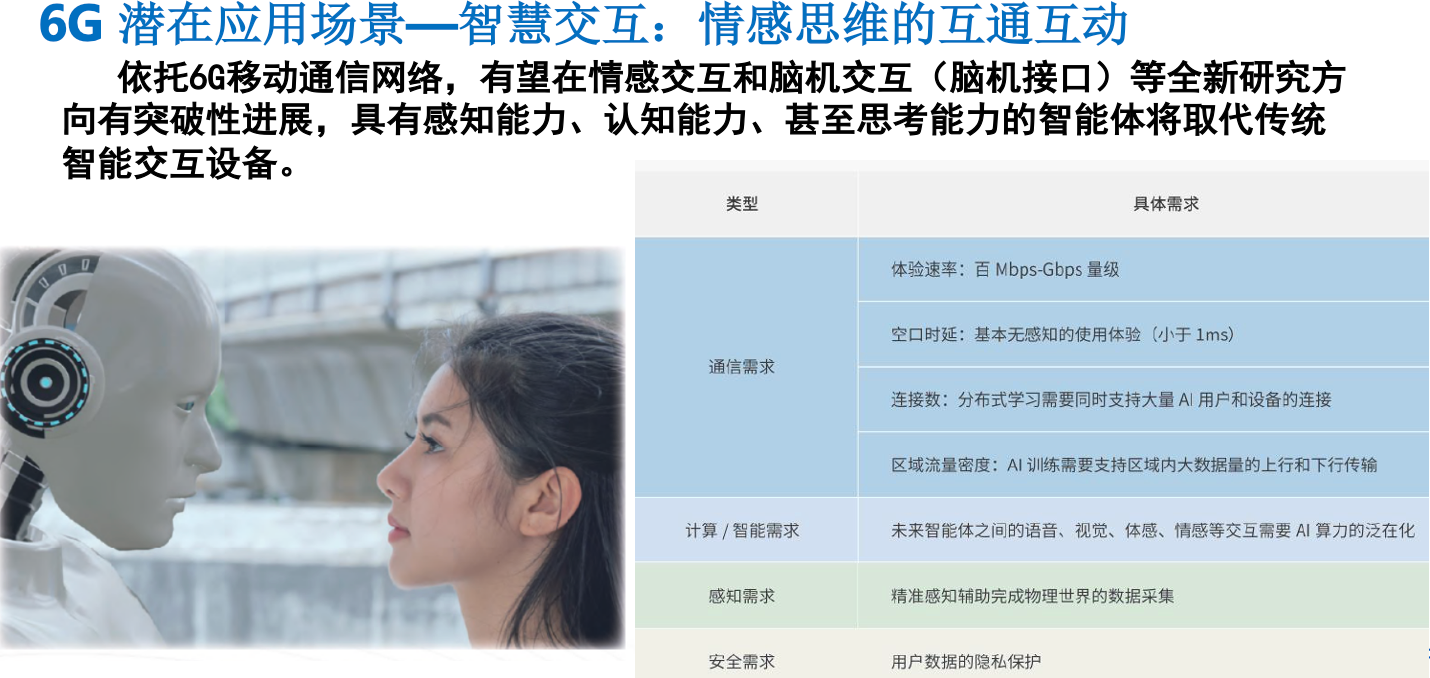 6G 潜在应用场景—智慧交互：情感思维的互通互动
依托6G移动通信网络，有望在情感交互和脑机交互（脑机接口）等全新研究方
向有突破性进展，具有感知能力、认知能力、甚至思考能力的智能体将取代传统
智能交互设备。
类型
具体需求
通信需求
体验速率：百 Mbps-Gbps 量级
空口时延：基本无感知的使用体验（小于 1ms）
连接数：分布式学习需要同时支持大量 AI 用户和设备的连接
区域流量密度：AI 训练需要支持区域内大数据量的上行和下行传输
计算 / 智能需求
未来智能体之间的语音、视觉、体感、情感等交互需要 AI 算力的泛在化
感知需求
精准感知辅助完成物理世界的数据采集
安全需求
用户数据的隐私保护